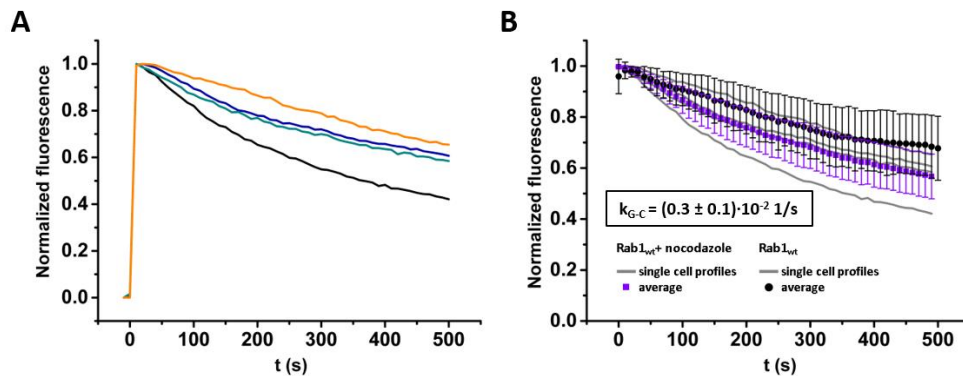 A
Normalized fluorescence
1.0
0.8
0.6
0.4
0.2
0.0
0 100 200 300 400 500
t (s)
B
Normalized fluorescence
1.0
0.8
0.6
0.4
0.2
0.0
k_G-C = (0.3 ± 0.1)·10⁻² 1/s
Rab1wt+ nocodazole Rab1wt
single cell profiles single cell profiles
average average
0 100 200 300 400 500
t (s)